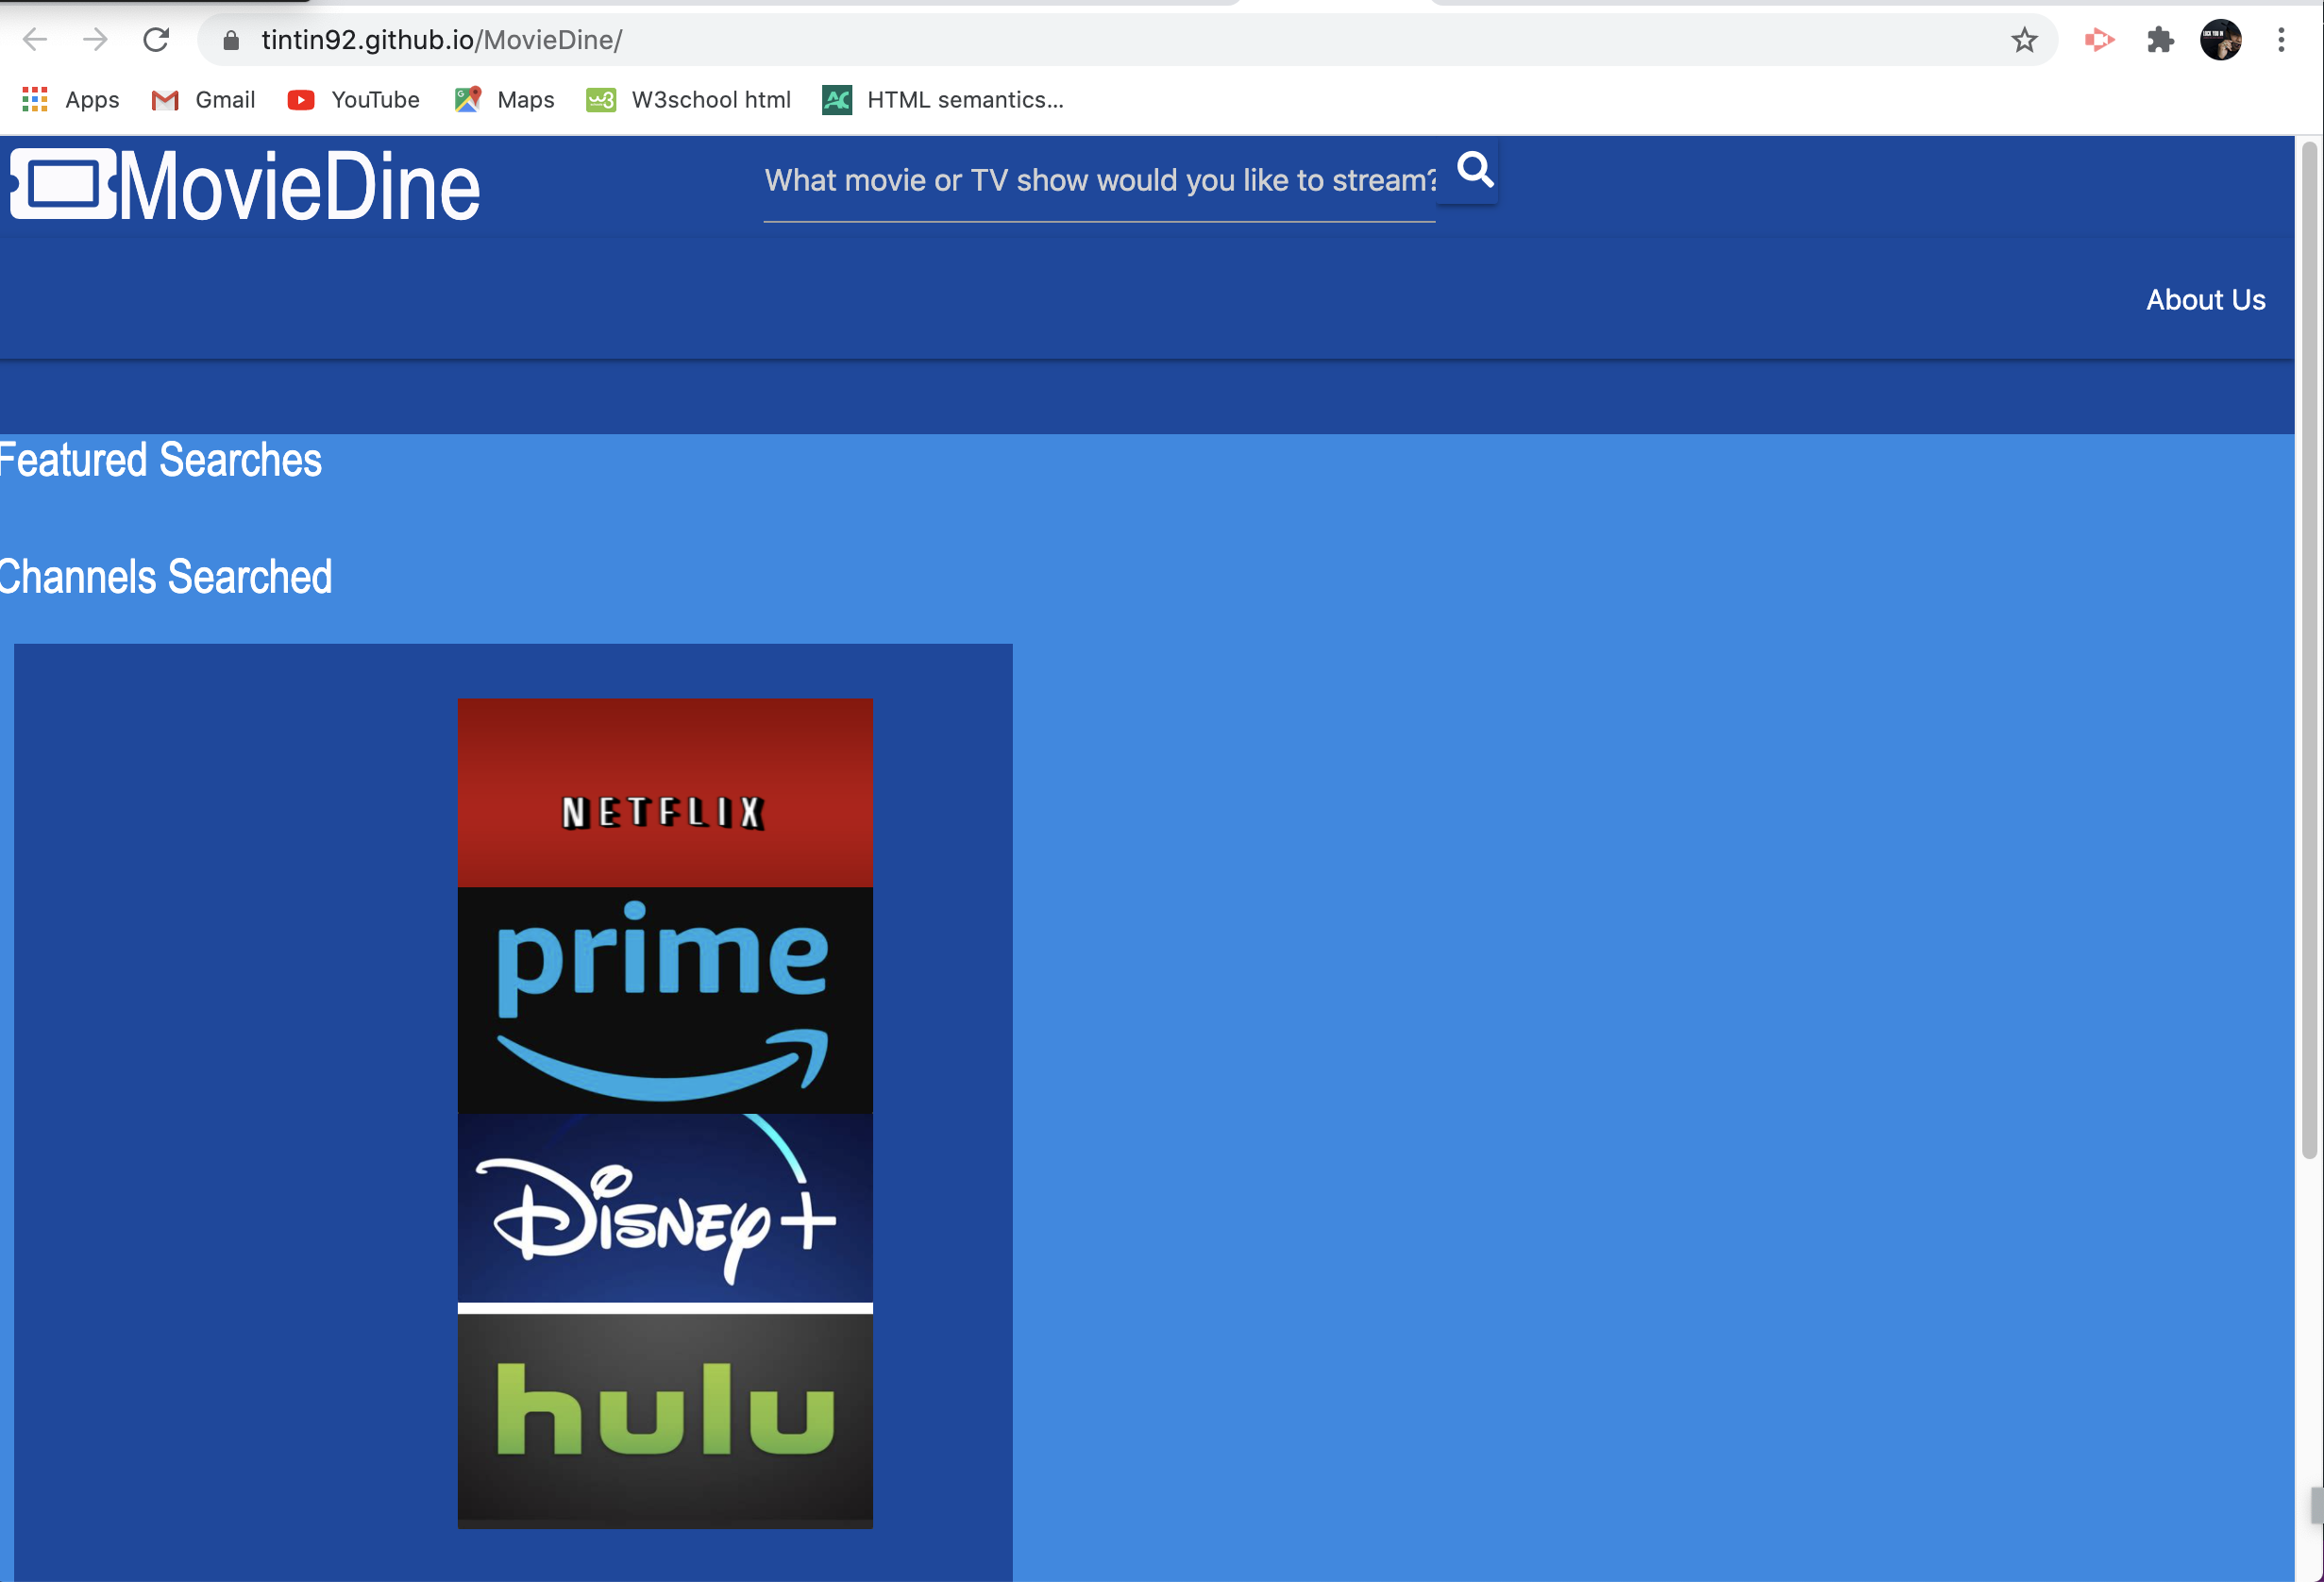 tintin92.github.io/MovieDine/
Apps Gmail YouTube Maps W3school html HTML semantics...
MovieDine
What movie or TV show would you like to stream?
About Us
Featured Searches
Channels Searched
NETFLIX
prime
Disney+
hulu